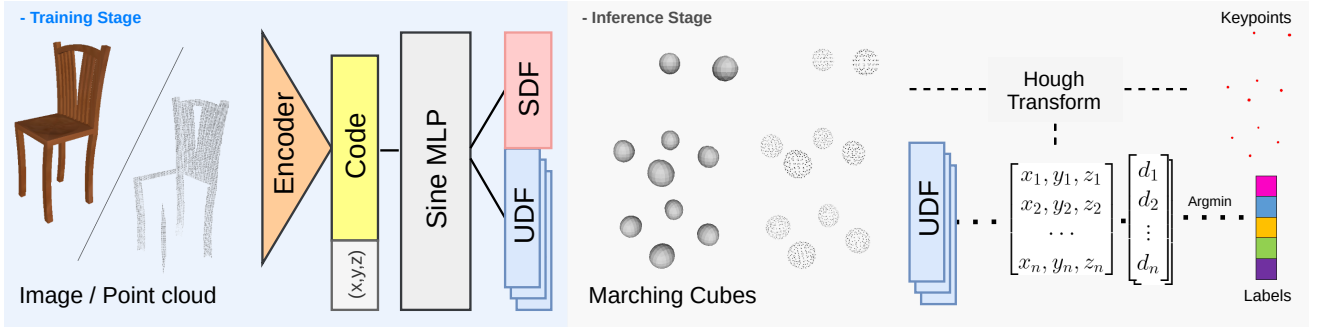 - Training Stage
Encoder
Code
(x,y,z)
Sine MLP
SDF
UDF
Image / Point cloud
- Inference Stage
Marching Cubes
UDF
Hough
Transform
x₁, y₁, z₁
x₂, y₂, z₂
⋯
xₙ, yₙ, zₙ
d₁
d₂
⋮
dₙ
Argmin
Keypoints
Labels